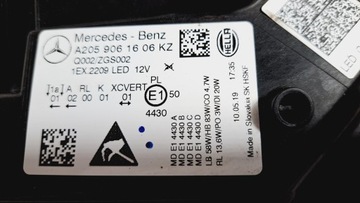 Mercedes - Benz
A205 906 16 06 KZ
Q002/ZGS002
1EX.2209 LED 12V
HELLA
A RL K XCVERT
01 01 02 001 01
PL
E1 50
4430
MD E1 4430 A
MD E1 4430 B
MD E1 4430 C
MD E1 4430 D
LB 56W/HB 83W/CO 4.7W
RL 13.6W/PO 3W/DI 20W
10.05.19 17:35
Made in Slovakia SK HSKF